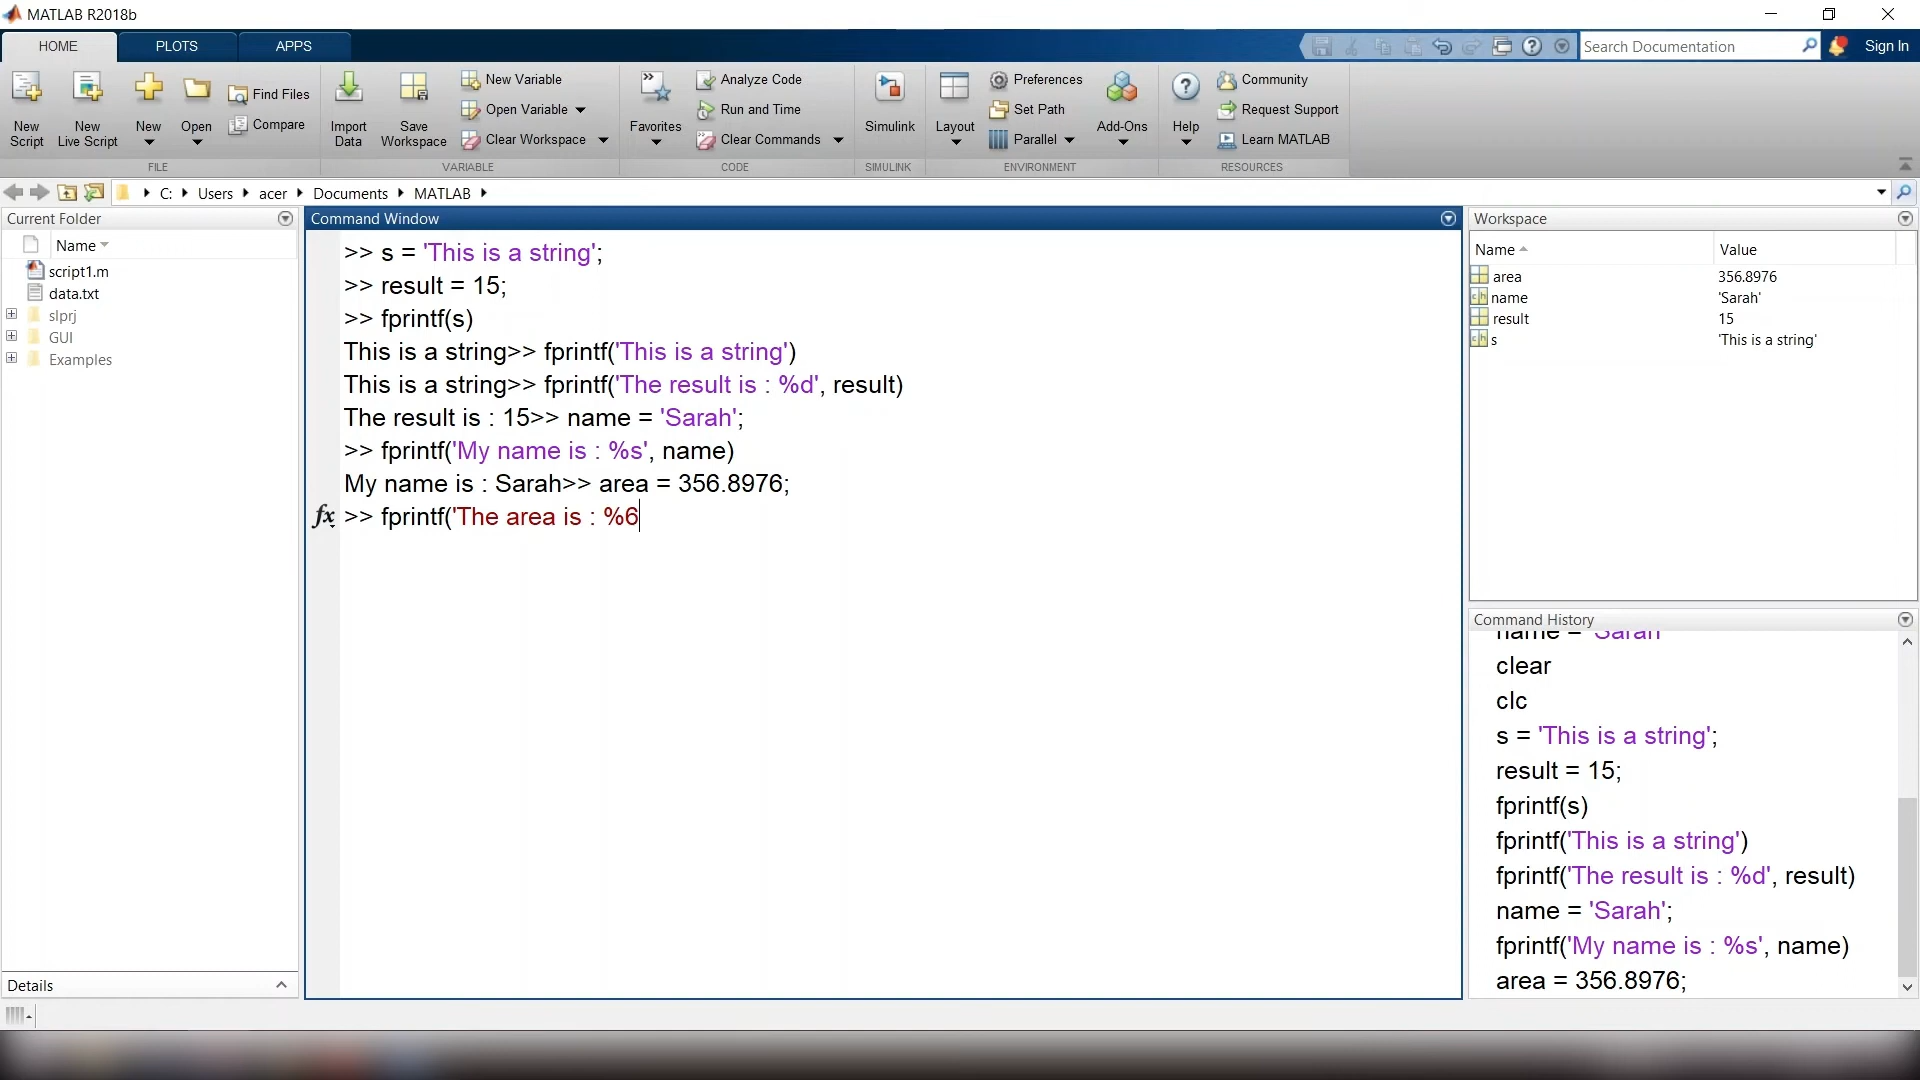 MATLAB R2018b
HOME PLOTS APPS
Search Documentation
Sign In
New Script
New Live Script
New
Open
Find Files
Compare
FILE
Import Data
Save Workspace
New Variable
Open Variable
Clear Workspace
VARIABLE
Favorites
Analyze Code
Run and Time
Clear Commands
CODE
Simulink
SIMULINK
Layout
Preferences
Set Path
Parallel
Add-Ons
ENVIRONMENT
Help
Community
Request Support
Learn MATLAB
RESOURCES
C: Users acer Documents MATLAB
Current Folder
Name
script1.m
data.txt
slprj
GUI
Examples
Details
Command Window
>> s = 'This is a string';
>> result = 15;
>> fprintf(s)
This is a string>> fprintf('This is a string')
This is a string>> fprintf('The result is : %d', result)
The result is : 15>> name = 'Sarah';
>> fprintf('My name is : %s', name)
My name is : Sarah>> area = 356.8976;
fx >> fprintf('The area is : %6
Workspace
Name Value
area 356.8976
name 'Sarah'
result 15
s 'This is a string'
Command History
name = 'Sarah'
clear
clc
s = 'This is a string';
result = 15;
fprintf(s)
fprintf('This is a string')
fprintf('The result is : %d', result)
name = 'Sarah';
fprintf('My name is : %s', name)
area = 356.8976;